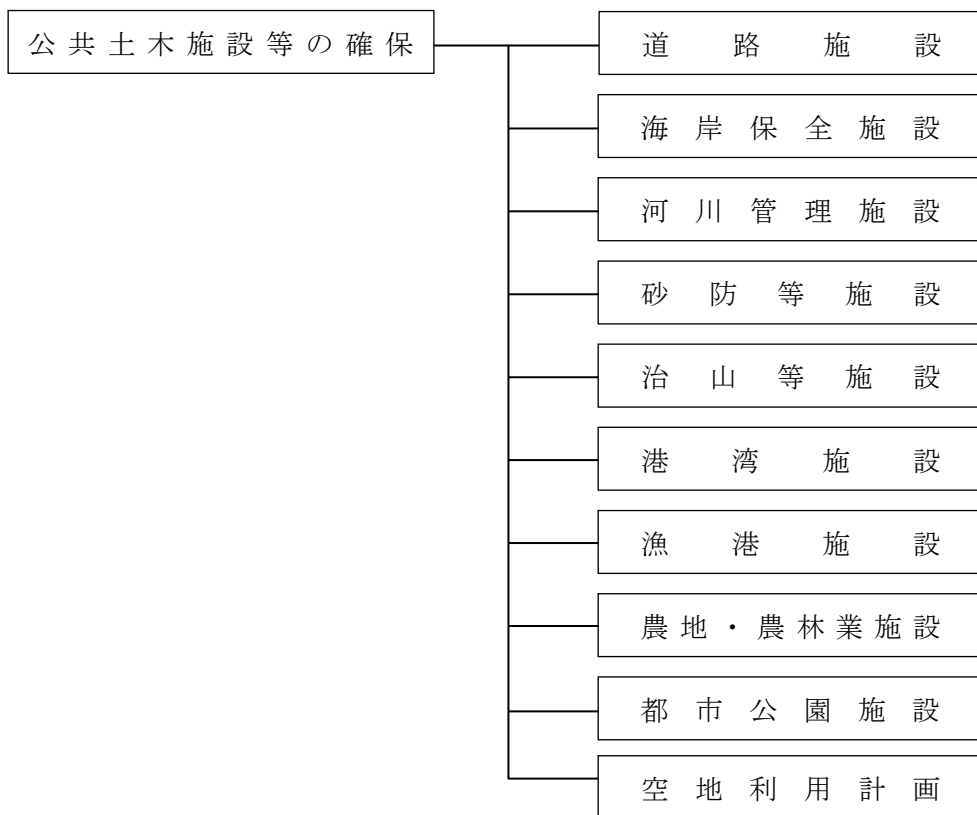 公共土木施設等の確保
道路施設
海岸保全施設
河川管理施設
砂防等施設
治山等施設
港湾施設
漁港施設
農地・農林業施設
都市公園施設
空地利用計画